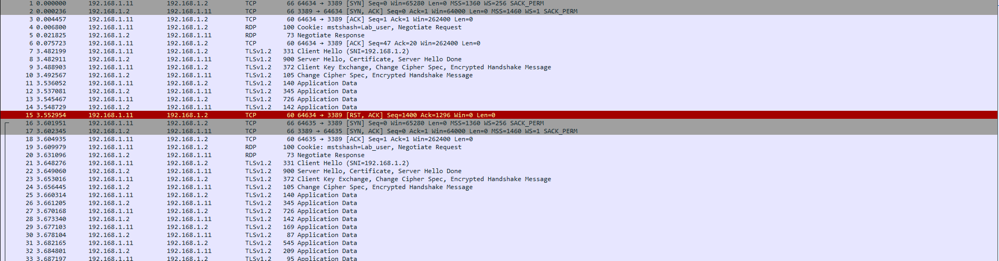 1 0.000000 192.168.1.11 192.168.1.2 TCP 66 64634 → 3389 [SYN] Seq=0 Win=65280 Len=0 MSS=1360 WS=256 SACK_PERM
2 0.000236 192.168.1.2 192.168.1.11 TCP 66 3389 → 64634 [SYN, ACK] Seq=0 Ack=1 Win=64000 Len=0 MSS=1460 WS=1 SACK_PERM
3 0.004457 192.168.1.11 192.168.1.2 TCP 60 64634 → 3389 [ACK] Seq=1 Ack=1 Win=262400 Len=0
4 0.006800 192.168.1.11 192.168.1.2 RDP 100 Cookie: mstshash=Lab_user, Negotiate Request
5 0.021825 192.168.1.2 192.168.1.11 RDP 73 Negotiate Response
6 0.075723 192.168.1.11 192.168.1.2 TCP 60 64634 → 3389 [ACK] Seq=47 Ack=20 Win=262400 Len=0
7 3.482199 192.168.1.11 192.168.1.2 TLSv1.2 331 Client Hello (SNI=192.168.1.2)
8 3.482911 192.168.1.2 192.168.1.11 TLSv1.2 900 Server Hello, Certificate, Server Hello Done
9 3.488903 192.168.1.11 192.168.1.2 TLSv1.2 372 Client Key Exchange, Change Cipher Spec, Encrypted Handshake Message
10 3.492567 192.168.1.2 192.168.1.11 TLSv1.2 105 Change Cipher Spec, Encrypted Handshake Message
11 3.536052 192.168.1.11 192.168.1.2 TLSv1.2 140 Application Data
12 3.537081 192.168.1.2 192.168.1.11 TLSv1.2 345 Application Data
13 3.545467 192.168.1.11 192.168.1.2 TLSv1.2 726 Application Data
14 3.548729 192.168.1.2 192.168.1.11 TLSv1.2 142 Application Data
15 3.552954 192.168.1.11 192.168.1.2 TCP 60 64634 → 3389 [RST, ACK] Seq=1400 Ack=1296 Win=0 Len=0
16 3.601951 192.168.1.11 192.168.1.2 TCP 66 64635 → 3389 [SYN] Seq=0 Win=65280 Len=0 MSS=1360 WS=256 SACK_PERM
17 3.602345 192.168.1.2 192.168.1.11 TCP 66 3389 → 64635 [SYN, ACK] Seq=0 Ack=1 Win=64000 Len=0 MSS=1460 WS=1 SACK_PERM
18 3.604935 192.168.1.11 192.168.1.2 TCP 60 64635 → 3389 [ACK] Seq=1 Ack=1 Win=262400 Len=0
19 3.609979 192.168.1.11 192.168.1.2 RDP 100 Cookie: mstshash=Lab_user, Negotiate Request
20 3.631096 192.168.1.2 192.168.1.11 RDP 73 Negotiate Response
21 3.648276 192.168.1.11 192.168.1.2 TLSv1.2 331 Client Hello (SNI=192.168.1.2)
22 3.649060 192.168.1.2 192.168.1.11 TLSv1.2 900 Server Hello, Certificate, Server Hello Done
23 3.653016 192.168.1.11 192.168.1.2 TLSv1.2 372 Client Key Exchange, Change Cipher Spec, Encrypted Handshake Message
24 3.656445 192.168.1.2 192.168.1.11 TLSv1.2 105 Change Cipher Spec, Encrypted Handshake Message
25 3.660314 192.168.1.11 192.168.1.2 TLSv1.2 140 Application Data
26 3.661205 192.168.1.2 192.168.1.11 TLSv1.2 345 Application Data
27 3.670168 192.168.1.11 192.168.1.2 TLSv1.2 726 Application Data
28 3.673340 192.168.1.2 192.168.1.11 TLSv1.2 142 Application Data
29 3.677103 192.168.1.11 192.168.1.2 TLSv1.2 169 Application Data
30 3.678104 192.168.1.2 192.168.1.11 TLSv1.2 87 Application Data
31 3.682165 192.168.1.11 192.168.1.2 TLSv1.2 545 Application Data
32 3.684801 192.168.1.2 192.168.1.11 TLSv1.2 209 Application Data
33 3.687197 192.168.1.11 192.168.1.2 TLSv1.2 95 Application Data